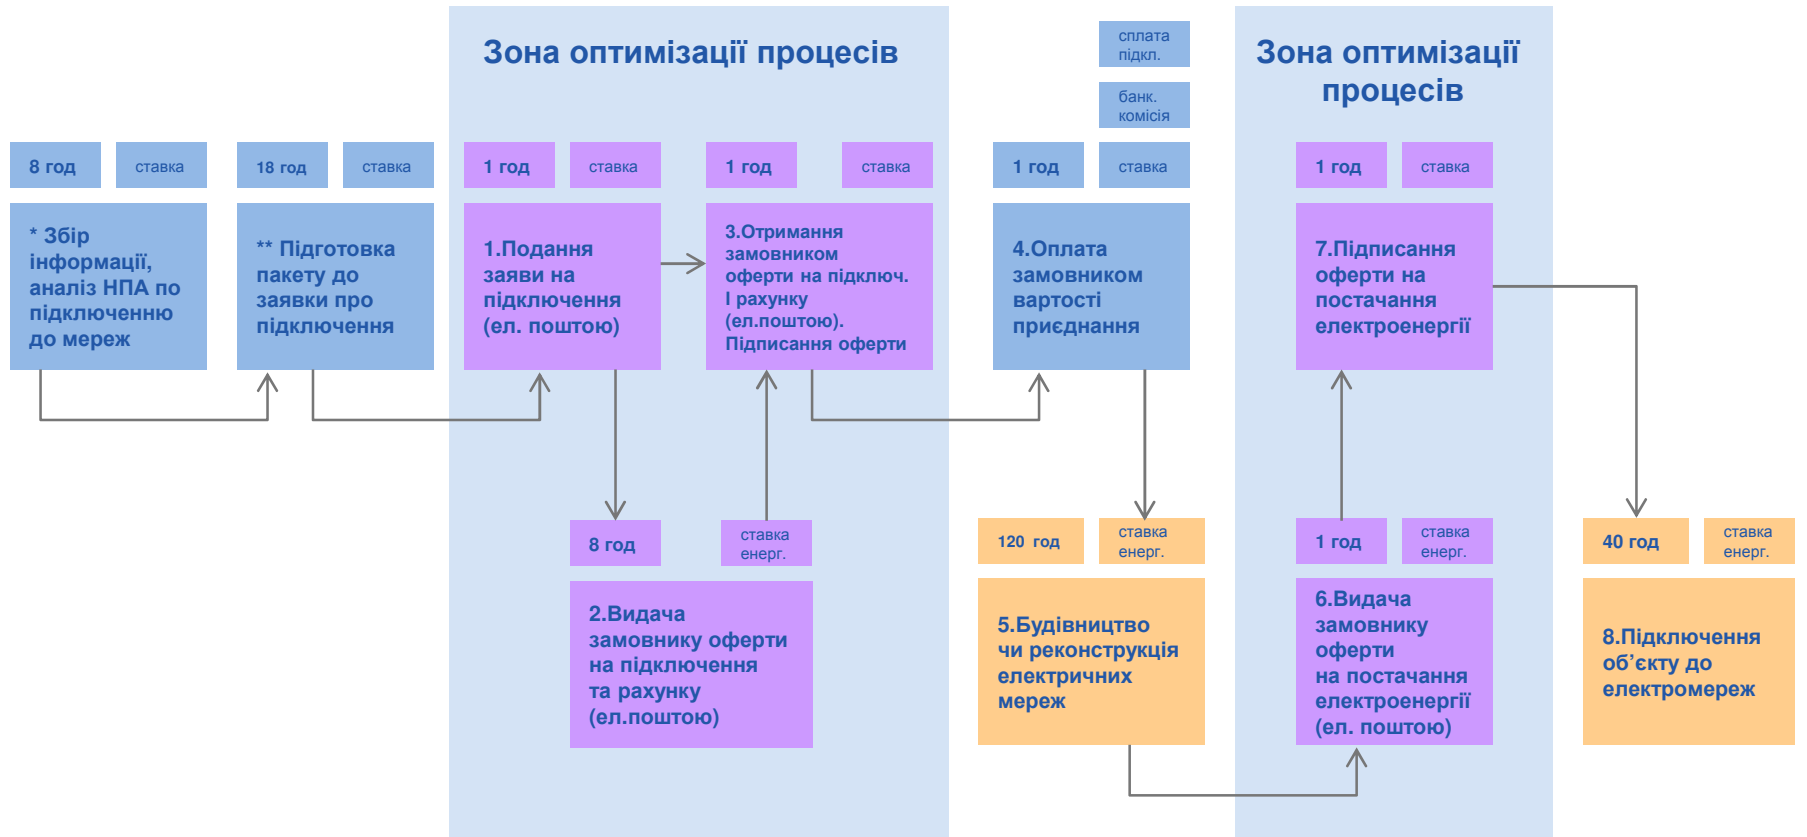 Зона оптимізації процесів
сплата
підкл.
банк.
комісія
Зона оптимізації
процесів
8 год
ставка
* Збір
інформації,
аналіз НПА по
підключенню
до мереж
18 год
ставка
** Підготовка
пакету до
заявки про
підключення
1 год
ставка
1.Подання
заяви на
підключення
(ел. поштою)
1 год
ставка
3.Отримання
замовником
оферти на підключ.
І рахунку
(ел.поштою).
Підписання оферти
1 год
ставка
4.Оплата
замовником
вартості
приєднання
1 год
ставка
7.Підписання
оферти на
постачання
електроенергії
8 год
ставка
енерг.
2.Видача
замовнику оферти
на підключення
та рахунку
(ел.поштою)
120 год
ставка
енерг.
5.Будівництво
чи реконструкція
електричних
мереж
1 год
ставка
енерг.
6.Видача
замовнику
оферти
на постачання
електроенергії
(ел. поштою)
40 год
ставка
енерг.
8.Підключення
об’єкту до
електромереж